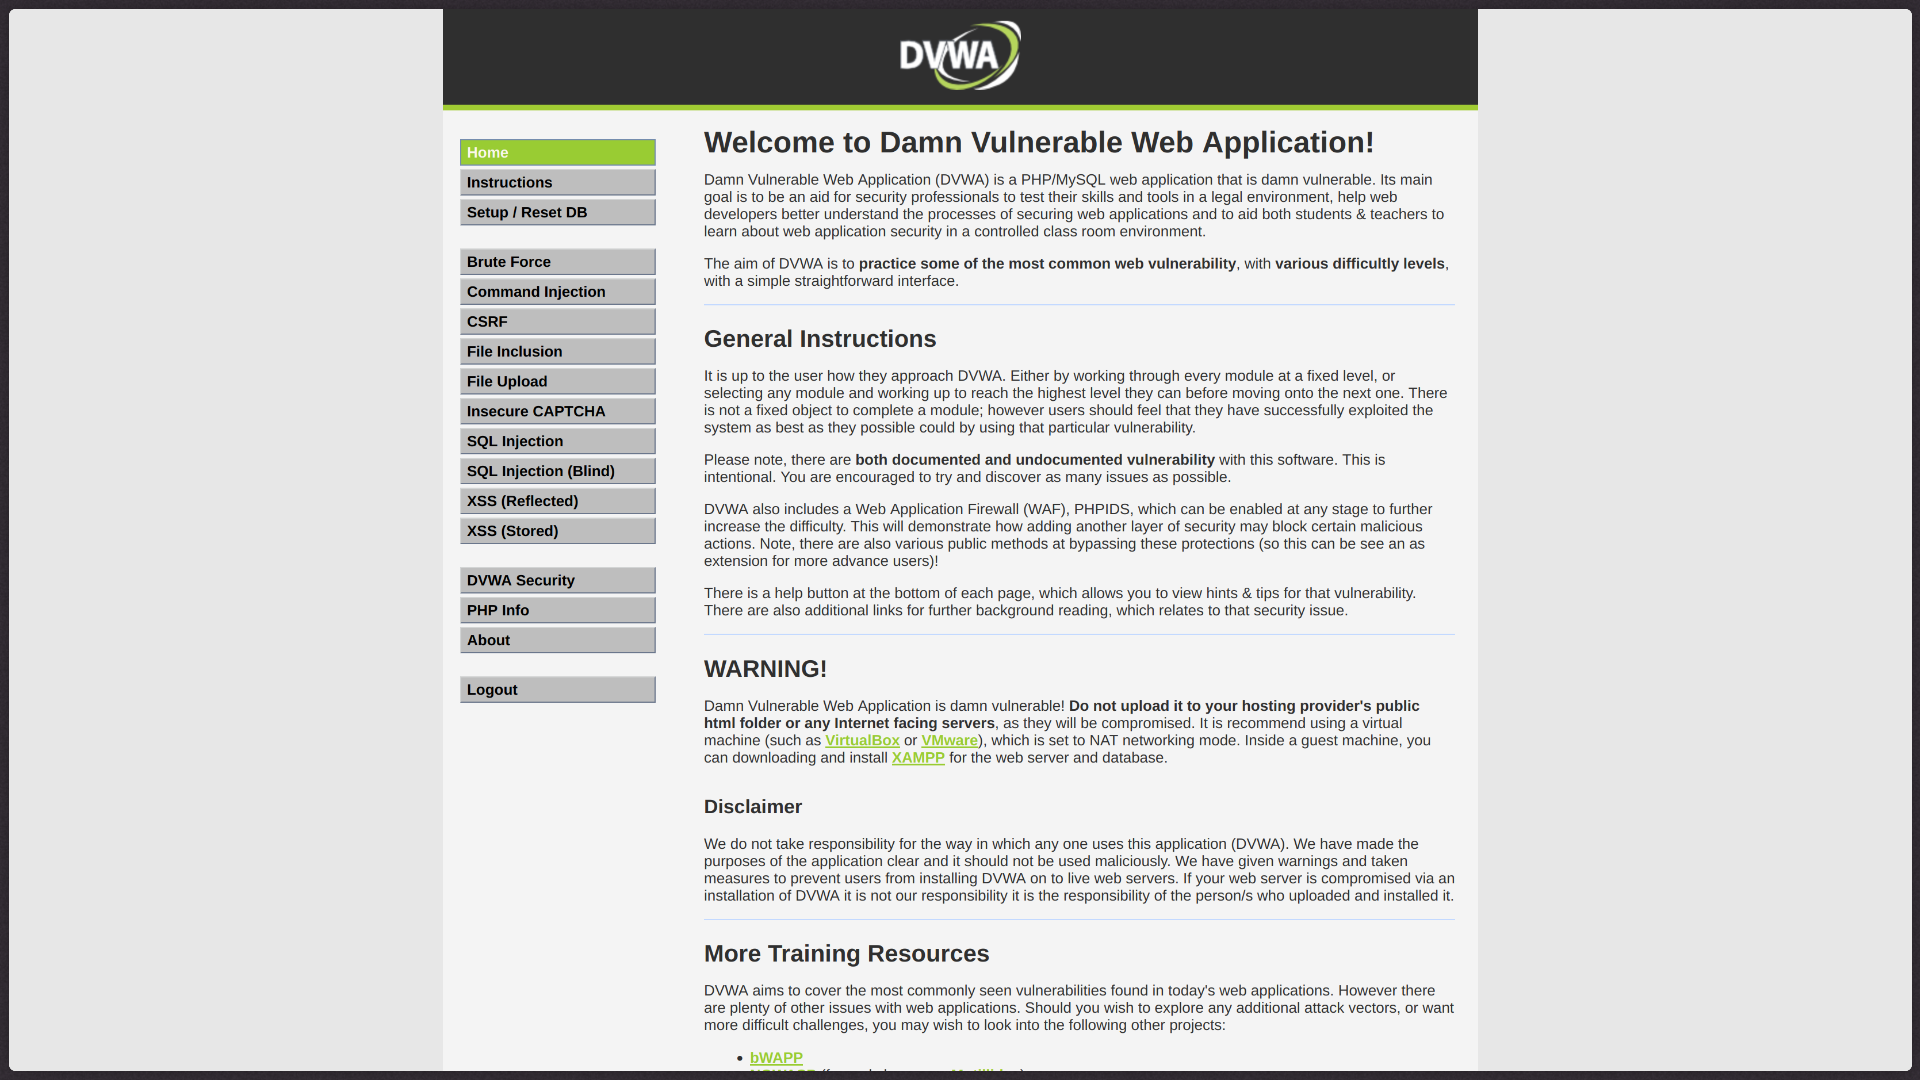 DVWA
Home
Instructions
Setup / Reset DB
Brute Force
Command Injection
CSRF
File Inclusion
File Upload
Insecure CAPTCHA
SQL Injection
SQL Injection (Blind)
XSS (Reflected)
XSS (Stored)
DVWA Security
PHP Info
About
Logout
Welcome to Damn Vulnerable Web Application!
Damn Vulnerable Web Application (DVWA) is a PHP/MySQL web application that is damn vulnerable. Its main
goal is to be an aid for security professionals to test their skills and tools in a legal environment, help web
developers better understand the processes of securing web applications and to aid both students & teachers to
learn about web application security in a controlled class room environment.
The aim of DVWA is to practice some of the most common web vulnerability, with various difficultly levels,
with a simple straightforward interface.
General Instructions
It is up to the user how they approach DVWA. Either by working through every module at a fixed level, or
selecting any module and working up to reach the highest level they can before moving onto the next one. There
is not a fixed object to complete a module; however users should feel that they have successfully exploited the
system as best as they possible could by using that particular vulnerability.
Please note, there are both documented and undocumented vulnerability with this software. This is
intentional. You are encouraged to try and discover as many issues as possible.
DVWA also includes a Web Application Firewall (WAF), PHPIDS, which can be enabled at any stage to further
increase the difficulty. This will demonstrate how adding another layer of security may block certain malicious
actions. Note, there are also various public methods at bypassing these protections (so this can be see an as
extension for more advance users)!
There is a help button at the bottom of each page, which allows you to view hints & tips for that vulnerability.
There are also additional links for further background reading, which relates to that security issue.
WARNING!
Damn Vulnerable Web Application is damn vulnerable! Do not upload it to your hosting provider's public
html folder or any Internet facing servers, as they will be compromised. It is recommend using a virtual
machine (such as VirtualBox or VMware), which is set to NAT networking mode. Inside a guest machine, you
can downloading and install XAMPP for the web server and database.
Disclaimer
We do not take responsibility for the way in which any one uses this application (DVWA). We have made the
purposes of the application clear and it should not be used maliciously. We have given warnings and taken
measures to prevent users from installing DVWA on to live web servers. If your web server is compromised via an
installation of DVWA it is not our responsibility it is the responsibility of the person/s who uploaded and installed it.
More Training Resources
DVWA aims to cover the most commonly seen vulnerabilities found in today's web applications. However there
are plenty of other issues with web applications. Should you wish to explore any additional attack vectors, or want
more difficult challenges, you may wish to look into the following other projects:
bWAPP